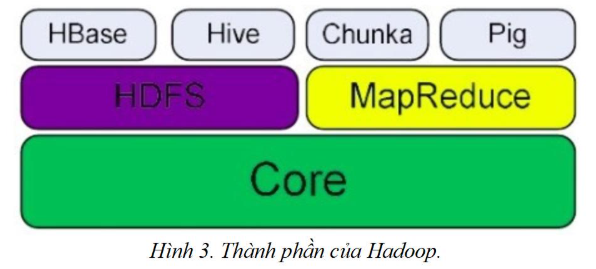 HBase Hive Chunka Pig
HDFS MapReduce
Core
Hình 3. Thành phần của Hadoop.